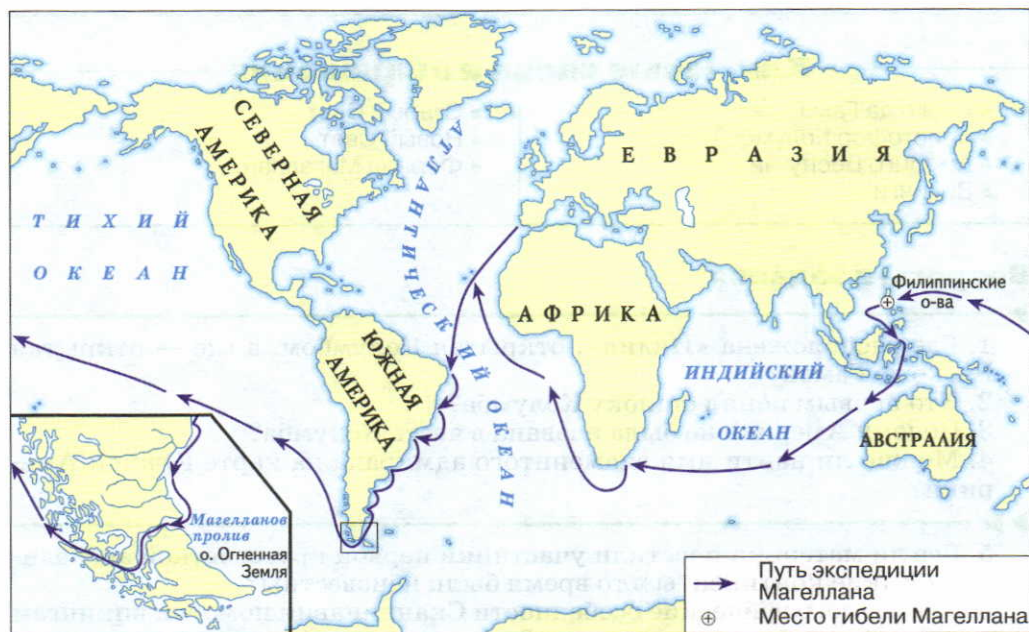 СЕВЕРНАЯ
АМЕРИКА
АТЛАНТИЧЕСКИЙ ОКЕАН
ЕВРАЗИЯ
ТИХИЙ
ОКЕАН
Филиппинские
о-ва
АФРИКА
ЮЖНАЯ
АМЕРИКА
ИНДИЙСКИЙ
ОКЕАН
АВСТРАЛИЯ
Магелланов
пролив
о. Огненная
Земля
Путь экспедиции
Магеллана
Место гибели Магеллана